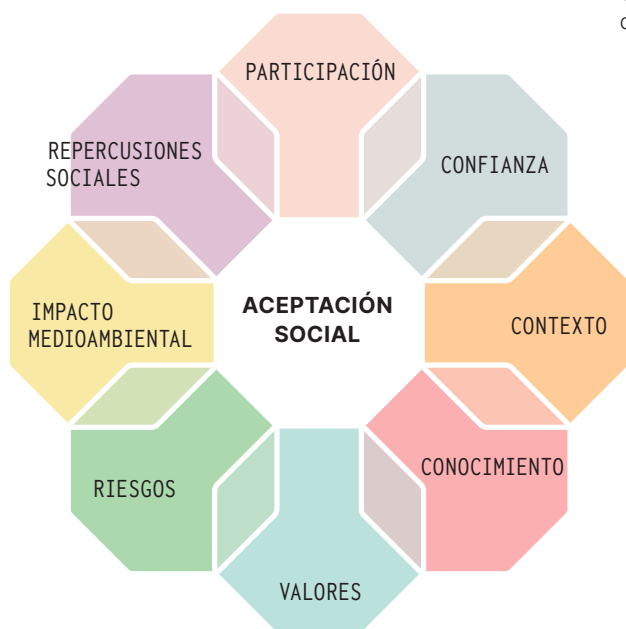 PARTICIPACIÓN
REPERCUSIONES
SOCIALES
CONFIANZA
IMPACTO
MEDIOAMBIENTAL
ACEPTACIÓN
SOCIAL
CONTEXTO
RIESGOS
CONOCIMIENTO
VALORES